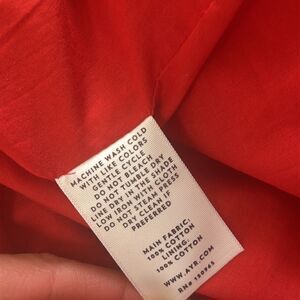 MACHINE WASH COLD
WITH LIKE COLORS
GENTLE CYCLE
DO NOT BLEACH
DO NOT TUMBLE DRY
LINE DRY IN THE SHADE
LOW IRON WITH CLOTH
DO NOT STEAM PRESS
DRY CLEAN IF
PREFERRED
MAIN FABRIC:
100% COTTON
LINING:
100% COTTON
WWW.AYR.COM
RN# 150965